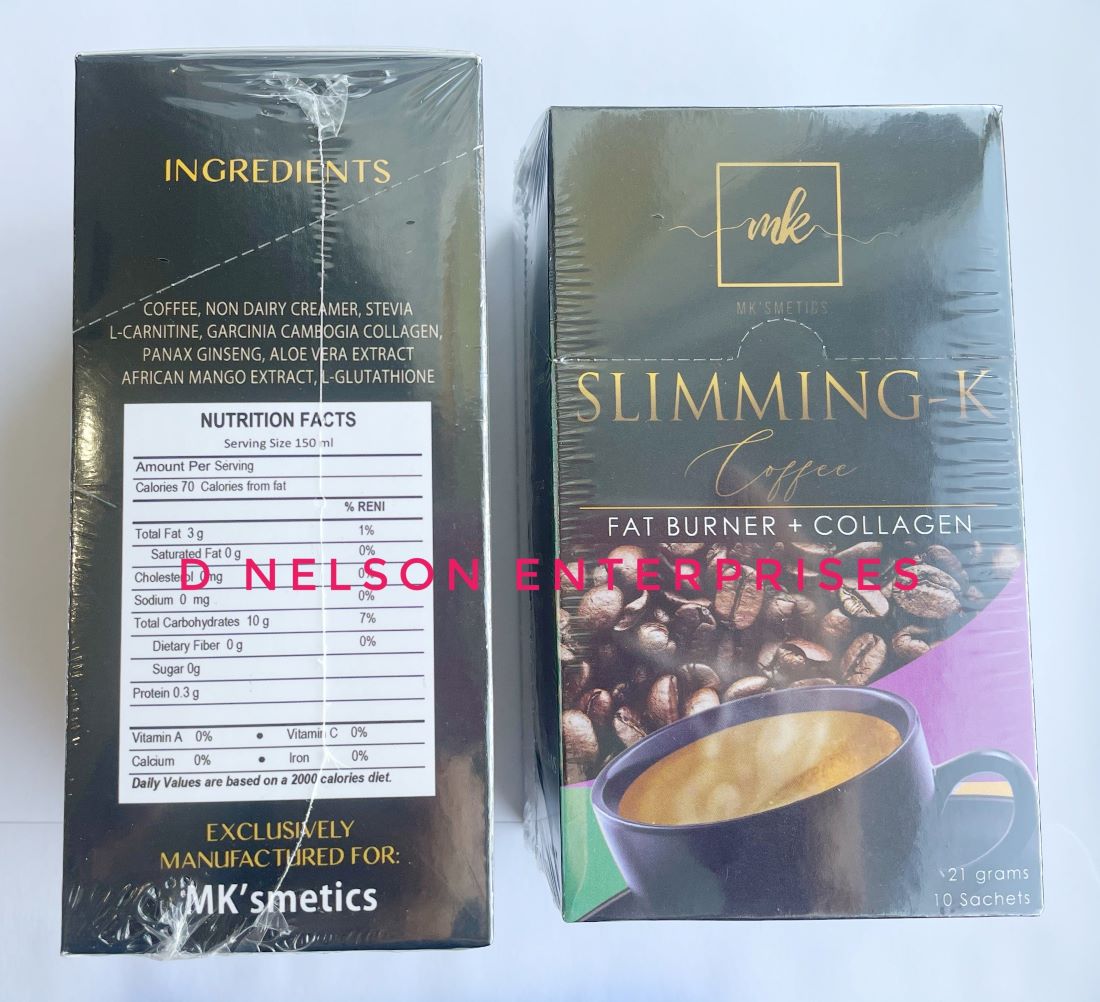 INGREDIENTS
COFFEE, NON DAIRY CREAMER, STEVIA
L-CARNITINE, GARCINIA CAMBOGIA COLLAGEN,
PANAX GINSENG, ALOE VERA EXTRACT
AFRICAN MANGO EXTRACT, L-GLUTATHIONE
NUTRITION FACTS
Serving Size 150 ml
Amount Per Serving
Calories 70 Calories from fat
% RENI
Total Fat 3 g 1%
Saturated Fat 0 g 0%
Cholesterol 0mg
Sodium 0 mg 0%
Total Carbohydrates 10 g 7%
Dietary Fiber 0 g 0%
Sugar 0g
Protein 0.3 g
Vitamin A 0% • Vitamin C 0%
Calcium 0% • Iron 0%
Daily Values are based on a 2000 calories diet.
EXCLUSIVELY
MANUFACTURED FOR:
MK'smetics
mk
MK'SMETICS
SLIMMING-K
Coffee
FAT BURNER + COLLAGEN
21 grams
10 Sachets
D NELSON ENTERPRISES